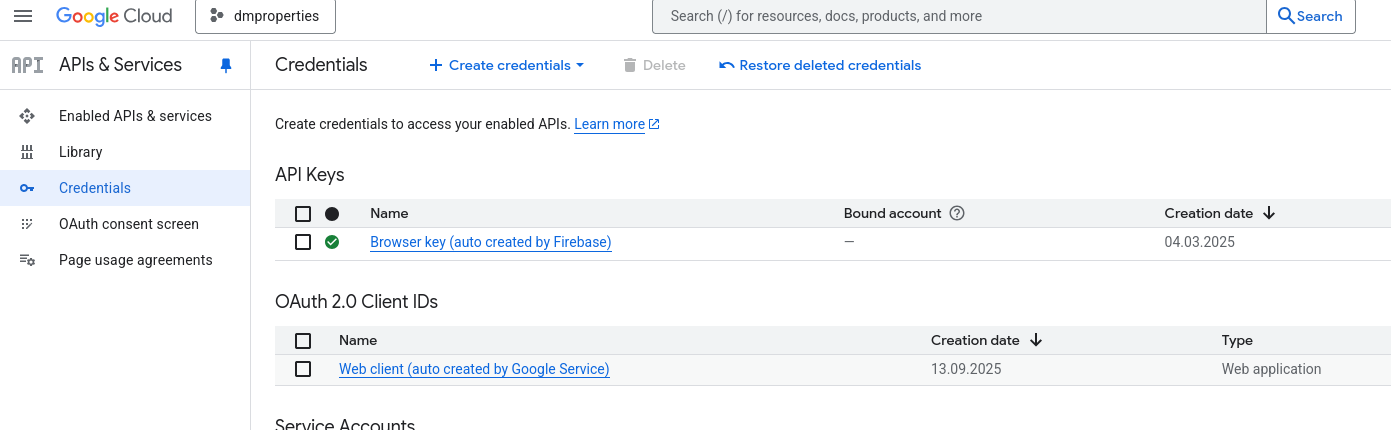 Google Cloud
dmproperties
Search (/) for resources, docs, products, and more
Search
API
APIs & Services
Credentials
Create credentials
Delete
Restore deleted credentials
Enabled APIs & services
Library
Credentials
OAuth consent screen
Page usage agreements
Create credentials to access your enabled APIs. Learn more
API Keys
Name Bound account ? Creation date
Browser key (auto created by Firebase) — 04.03.2025
OAuth 2.0 Client IDs
Name Creation date Type
Web client (auto created by Google Service) 13.09.2025 Web application
Service Accounts